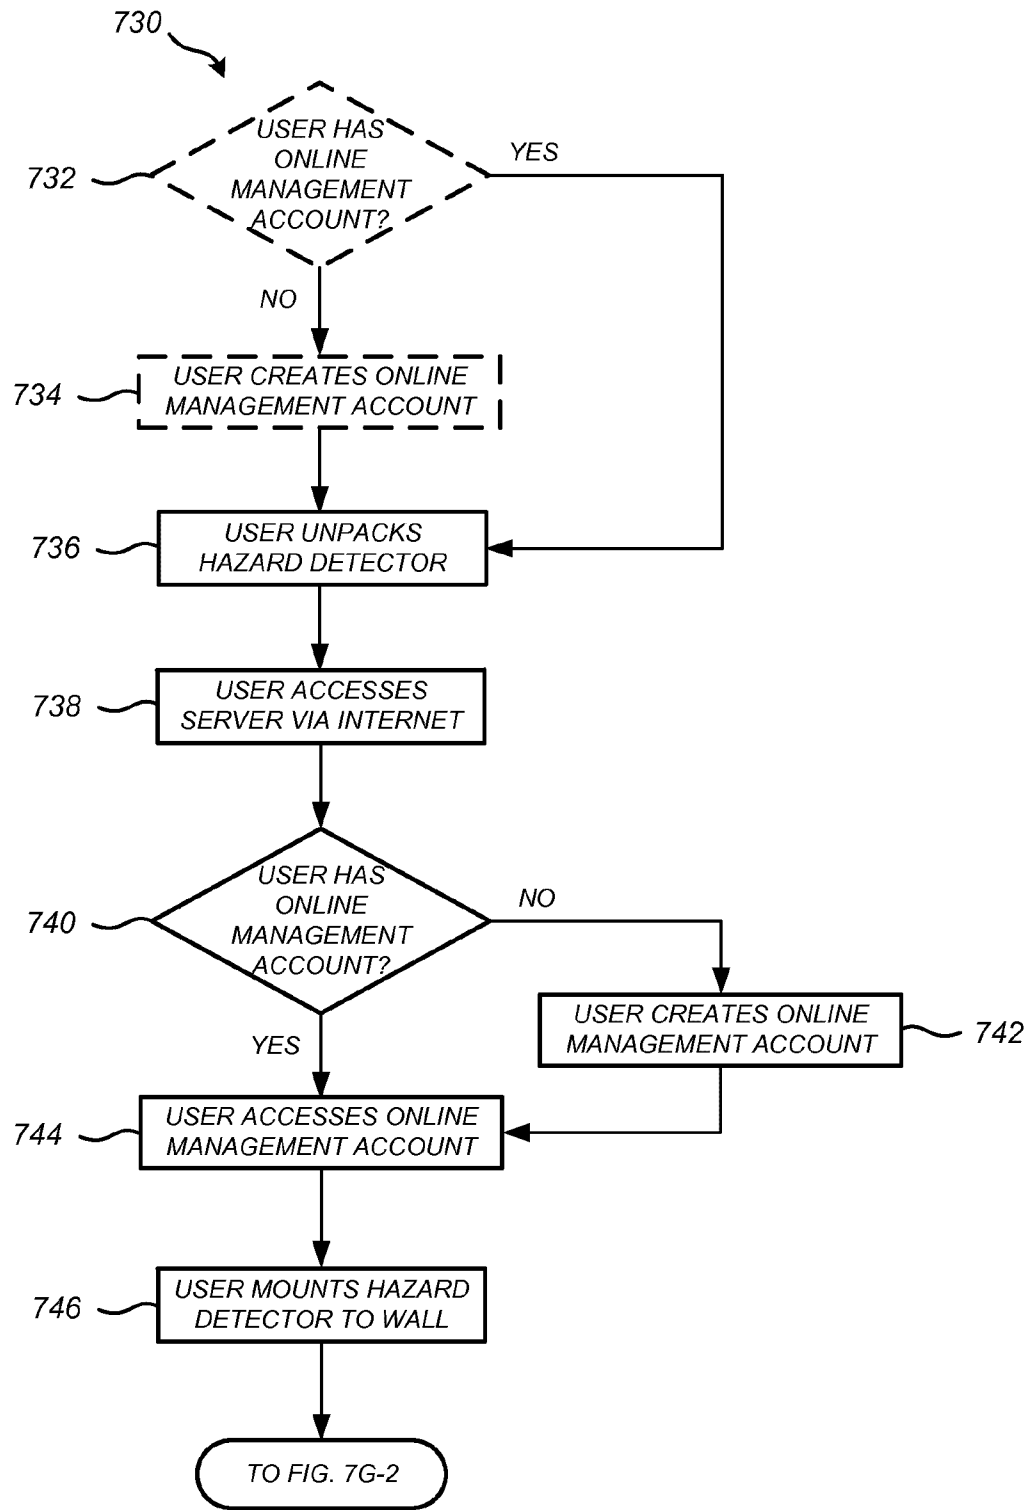 730
USER HAS
ONLINE
MANAGEMENT
ACCOUNT?
732
YES
NO
734
USER CREATES ONLINE
MANAGEMENT ACCOUNT
736
USER UNPACKS
HAZARD DETECTOR
738
USER ACCESSES
SERVER VIA INTERNET
740
USER HAS
ONLINE
MANAGEMENT
ACCOUNT?
NO
YES
USER CREATES ONLINE
MANAGEMENT ACCOUNT
742
744
USER ACCESSES ONLINE
MANAGEMENT ACCOUNT
746
USER MOUNTS HAZARD
DETECTOR TO WALL
TO FIG. 7G-2